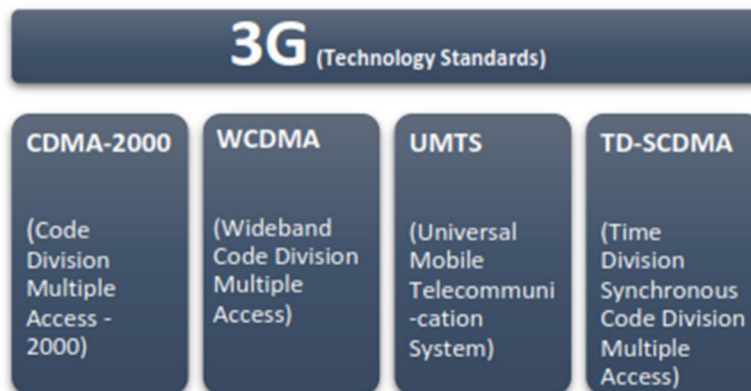 3G (Technology Standards)
CDMA-2000
(Code
Division
Multiple
Access -
2000)
WCDMA
(Wideband
Code Division
Multiple
Access)
UMTS
(Universal
Mobile
Telecommuni
-cation
System)
TD-SCDMA
(Time
Division
Synchronous
Code Division
Multiple
Access)